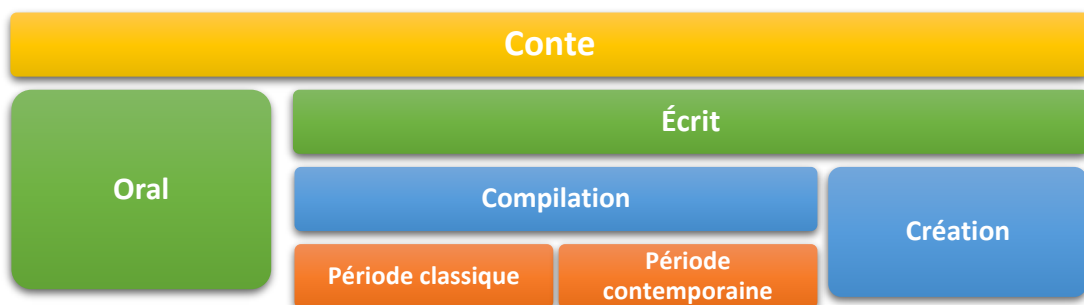 Conte
Oral
Écrit
Compilation
Création
Période classique
Période
contemporaine